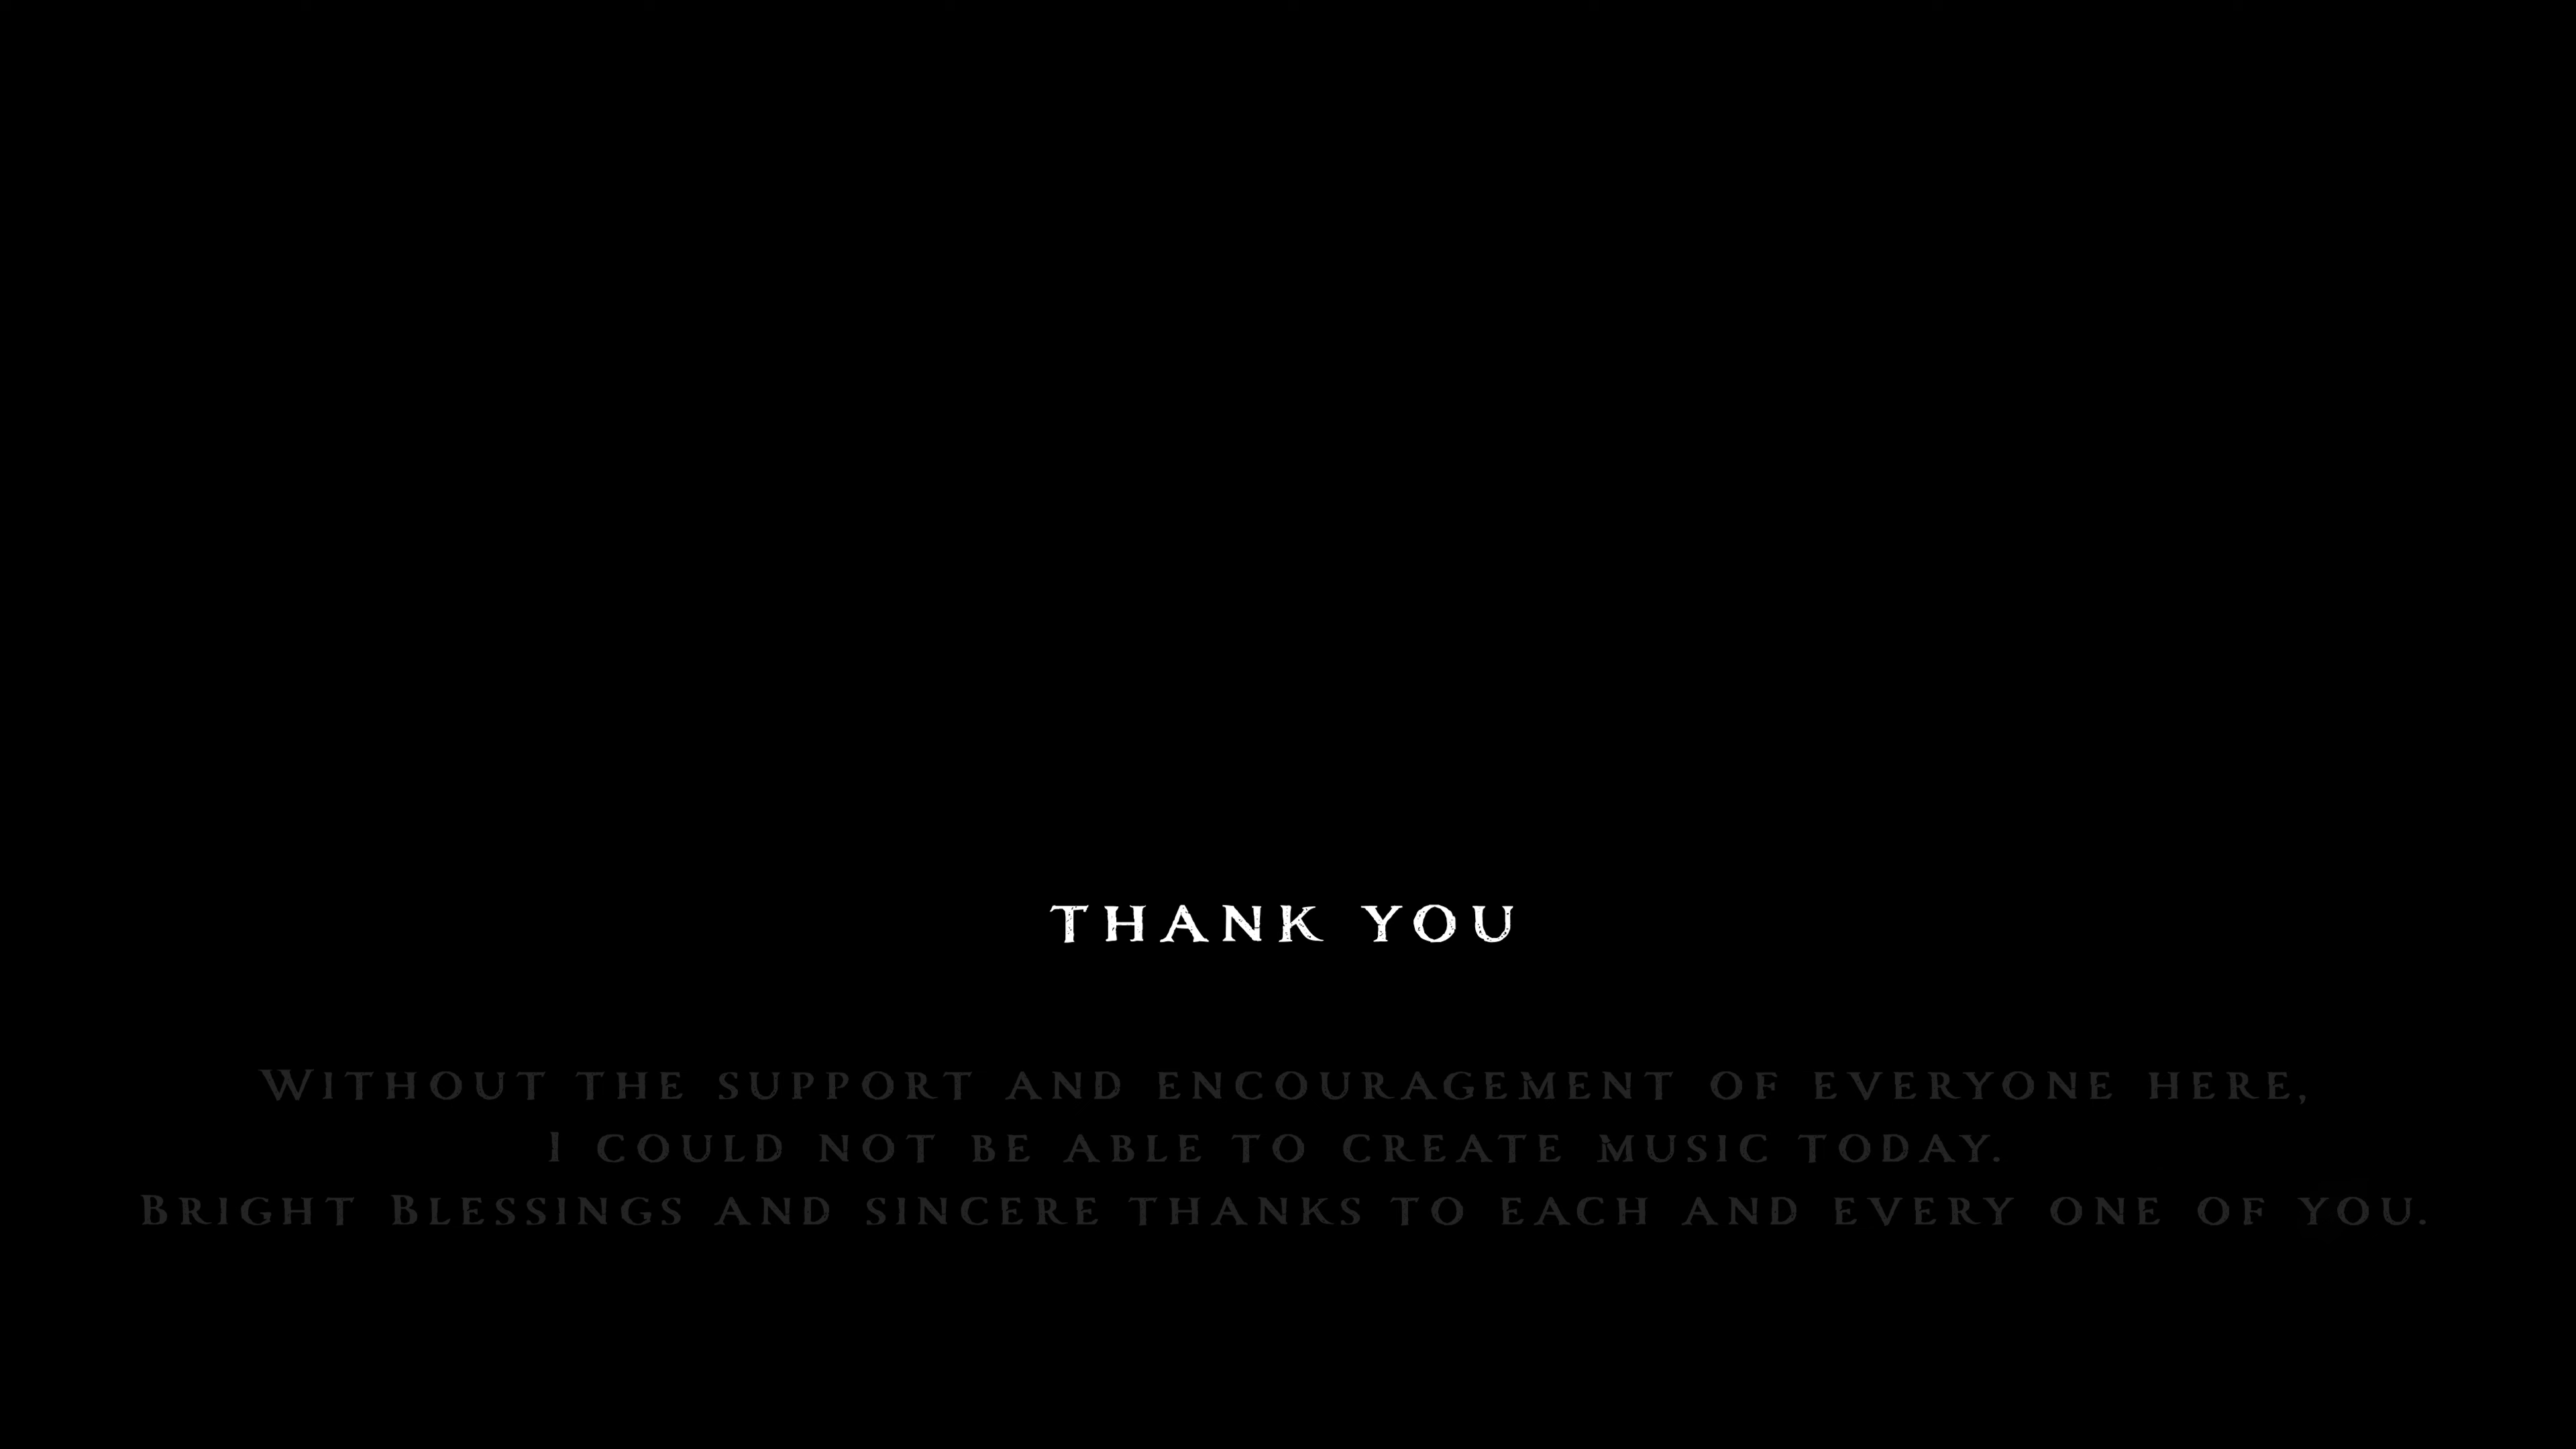 THANK YOU
WITHOUT THE SUPPORT AND ENCOURAGEMENT OF EVERYONE HERE,
I COULD NOT BE ABLE TO CREATE MUSIC TODAY.
BRIGHT BLESSINGS AND SINCERE THANKS TO EACH AND EVERY ONE OF YOU.